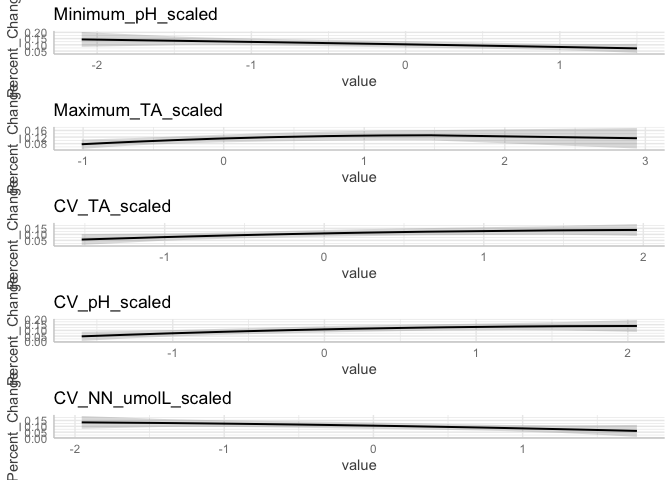 Minimum_pH_scaled
Percent_Change
0.20
0.15
0.10
0.05
-2 -1 0 1
value
Maximum_TA_scaled
Percent_Change
0.16
0.12
0.08
-1 0 1 2 3
value
CV_TA_scaled
Percent_Change
0.15
0.10
0.05
-1 0 1 2
value
CV_pH_scaled
Percent_Change
0.20
0.15
0.10
0.05
0.00
-1 0 1 2
value
CV_NN_umolL_scaled
Percent_Change
0.15
0.10
0.05
0.00
-2 -1 0 1
value